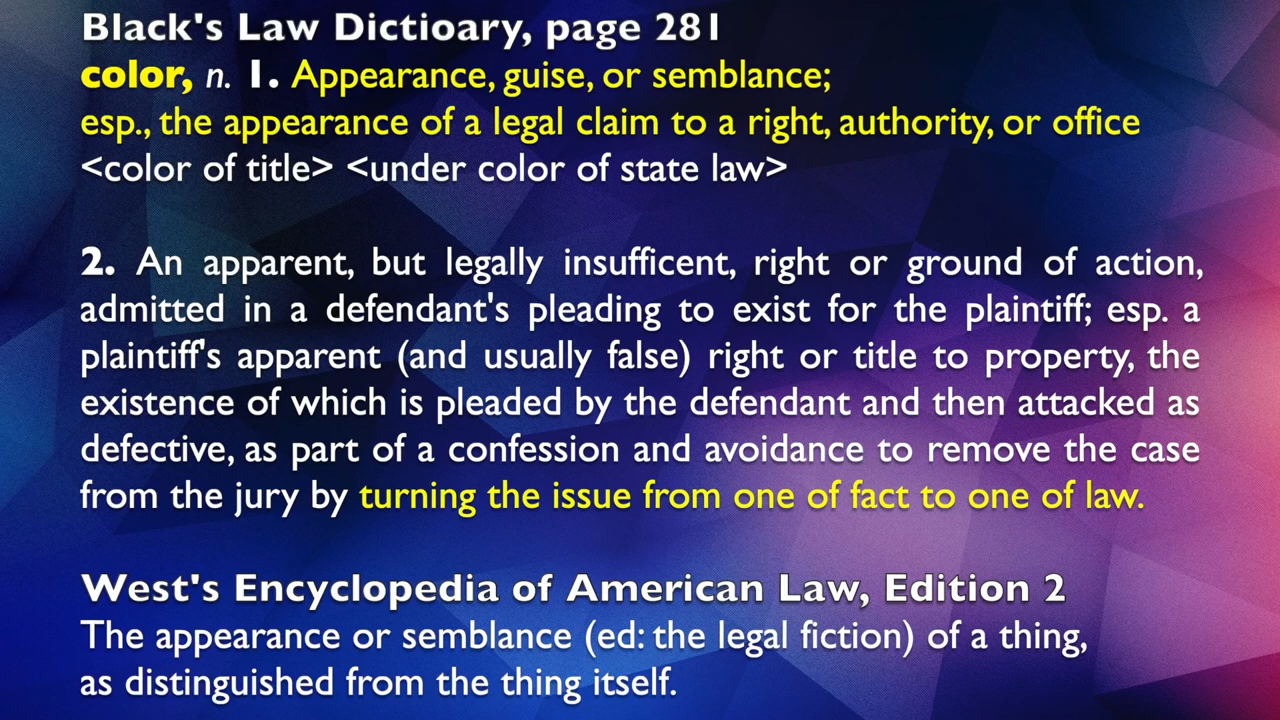 Black's Law Dictioary, page 281
color, n. 1. Appearance, guise, or semblance;
esp., the appearance of a legal claim to a right, authority, or office
<color of title> <under color of state law>
2. An apparent, but legally insufficent, right or ground of action,
admitted in a defendant's pleading to exist for the plaintiff; esp. a
plaintiff's apparent (and usually false) right or title to property, the
existence of which is pleaded by the defendant and then attacked as
defective, as part of a confession and avoidance to remove the case
from the jury by turning the issue from one of fact to one of law.
West's Encyclopedia of American Law, Edition 2
The appearance or semblance (ed: the legal fiction) of a thing,
as distinguished from the thing itself.